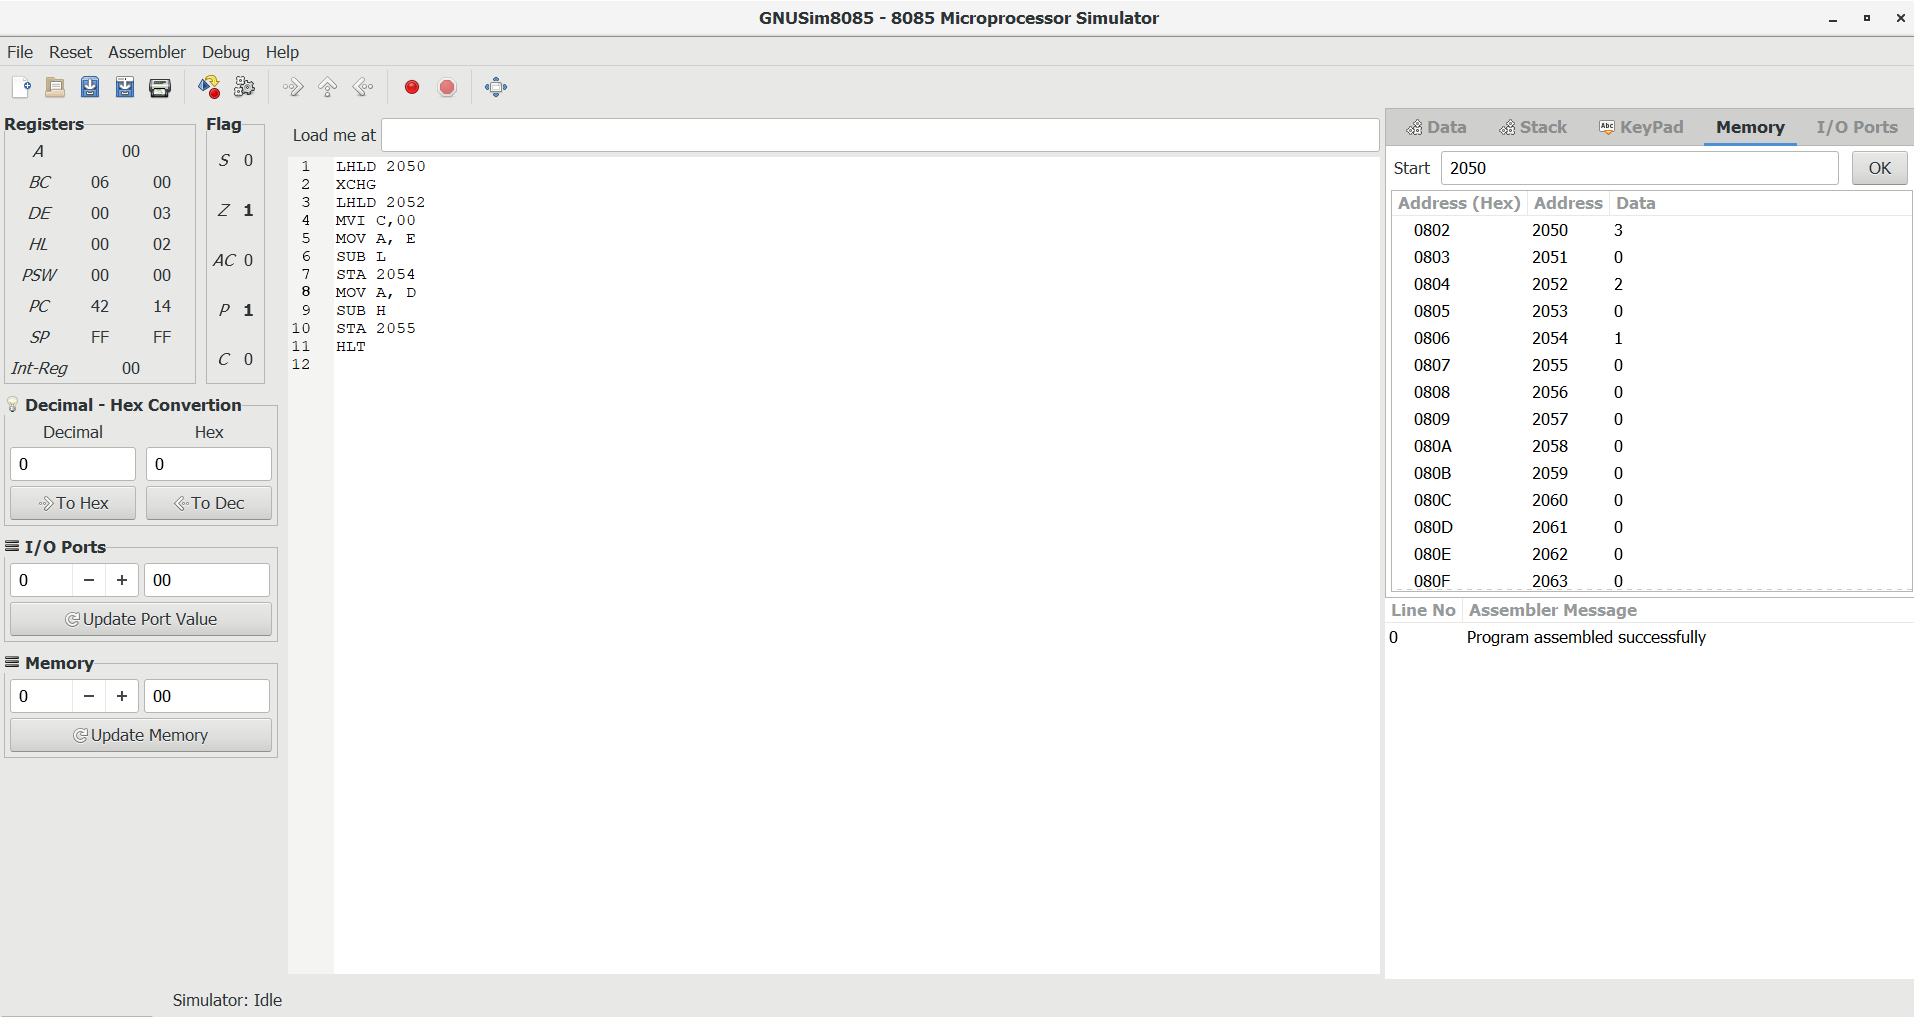 GNUSim8085 - 8085 Microprocessor Simulator
File Reset Assembler Debug Help
Registers
A 00
BC 06 00
DE 00 03
HL 00 02
PSW 00 00
PC 42 14
SP FF FF
Int-Reg 00
Flag
S 0
Z 1
AC 0
P 1
C 0
Decimal - Hex Convertion
Decimal Hex
0 0
To Hex To Dec
I/O Ports
0 − + 00
Update Port Value
Memory
0 − + 00
Update Memory
Load me at
1 LHLD 2050
2 XCHG
3 LHLD 2052
4 MVI C,00
5 MOV A, E
6 SUB L
7 STA 2054
8 MOV A, D
9 SUB H
10 STA 2055
11 HLT
12
Data Stack Abc KeyPad Memory I/O Ports
Start 2050 OK
Address (Hex) Address Data
0802 2050 3
0803 2051 0
0804 2052 2
0805 2053 0
0806 2054 1
0807 2055 0
0808 2056 0
0809 2057 0
080A 2058 0
080B 2059 0
080C 2060 0
080D 2061 0
080E 2062 0
080F 2063 0
Line No Assembler Message
0 Program assembled successfully
Simulator: Idle